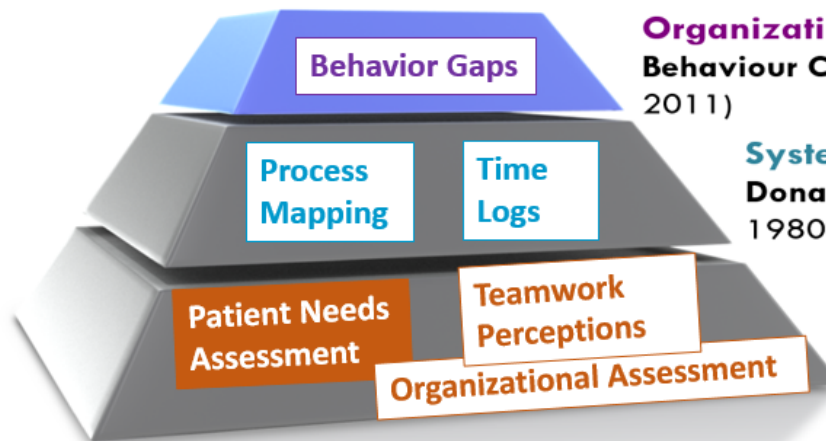 Behavior Gaps
Organizati
Behaviour C
2011)
Process
Mapping
Time
Logs
Syste
Dona
1980
Patient Needs
Assessment
Teamwork
Perceptions
Organizational Assessment